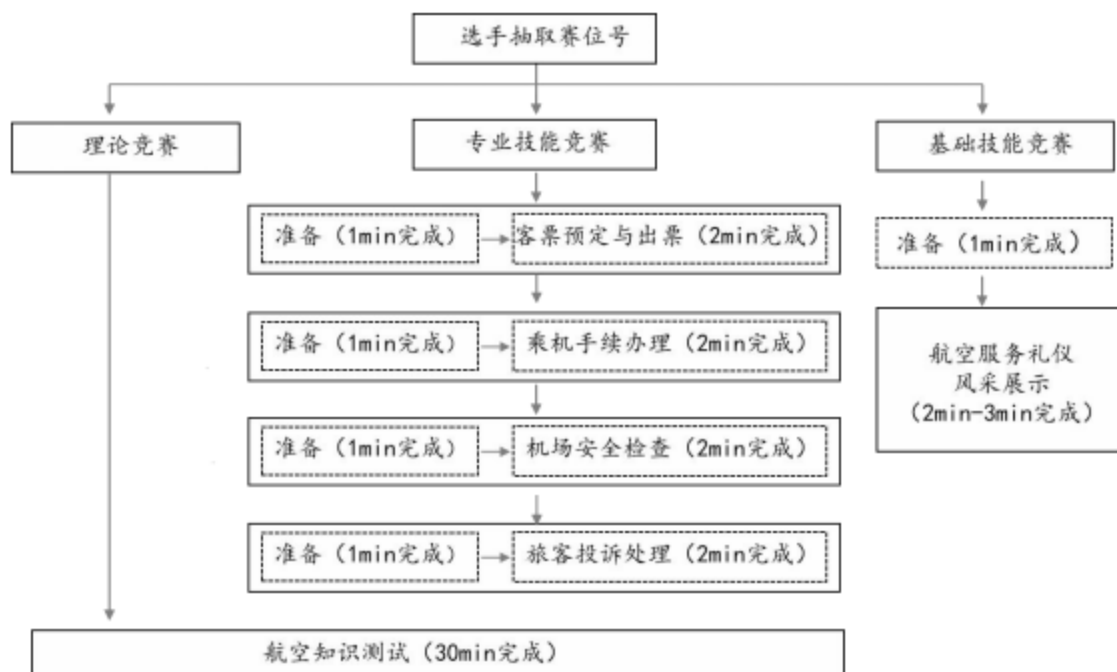 选手抽取赛位号
理论竞赛
专业技能竞赛
基础技能竞赛
准备（1min完成）
客票预定与出票（2min完成）
准备（1min完成）
准备（1min完成）
乘机手续办理（2min完成）
航空服务礼仪
风采展示
（2min-3min完成）
准备（1min完成）
机场安全检查（2min完成）
准备（1min完成）
旅客投诉处理（2min完成）
航空知识测试（30min完成）